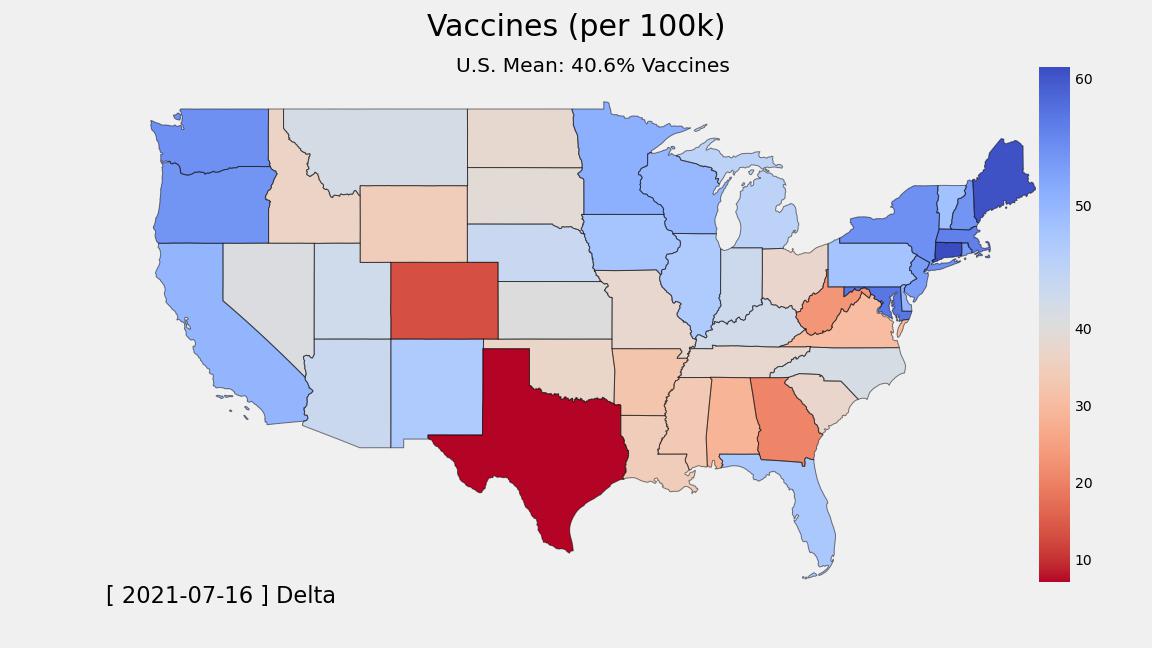 Vaccines (per 100k)
U.S. Mean: 40.6% Vaccines
60
50
40
30
20
10
[ 2021-07-16 ] Delta